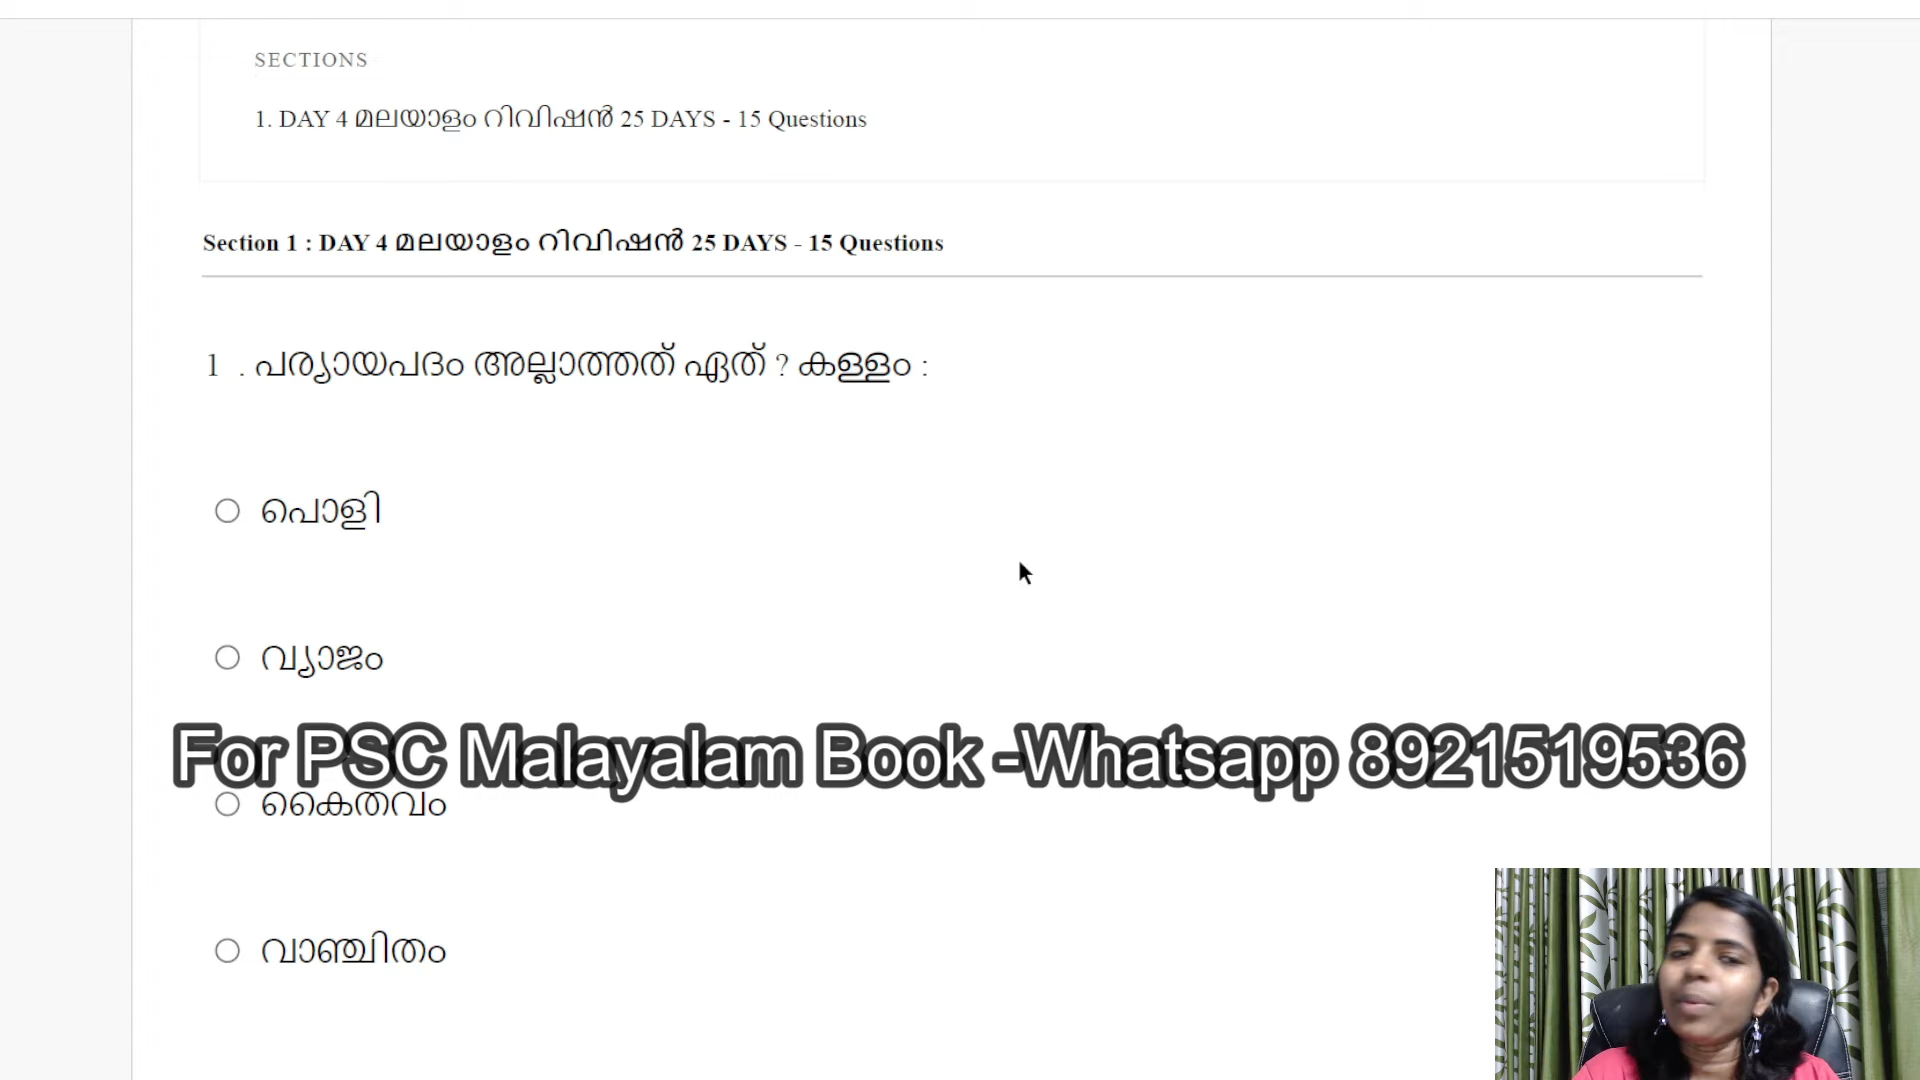 SECTIONS
1. DAY 4 മലയാളം റിവിഷൻ 25 DAYS - 15 Questions
Section 1 : DAY 4 മലയാളം റിവിഷൻ 25 DAYS - 15 Questions
1 . പര്യായപദം അല്ലാത്തത് ഏത് ? കള്ളം :
പൊളി
വ്യാജം
For PSC Malayalam Book -Whatsapp 8921519536
കൈതവം
വാഞ്ചിതം